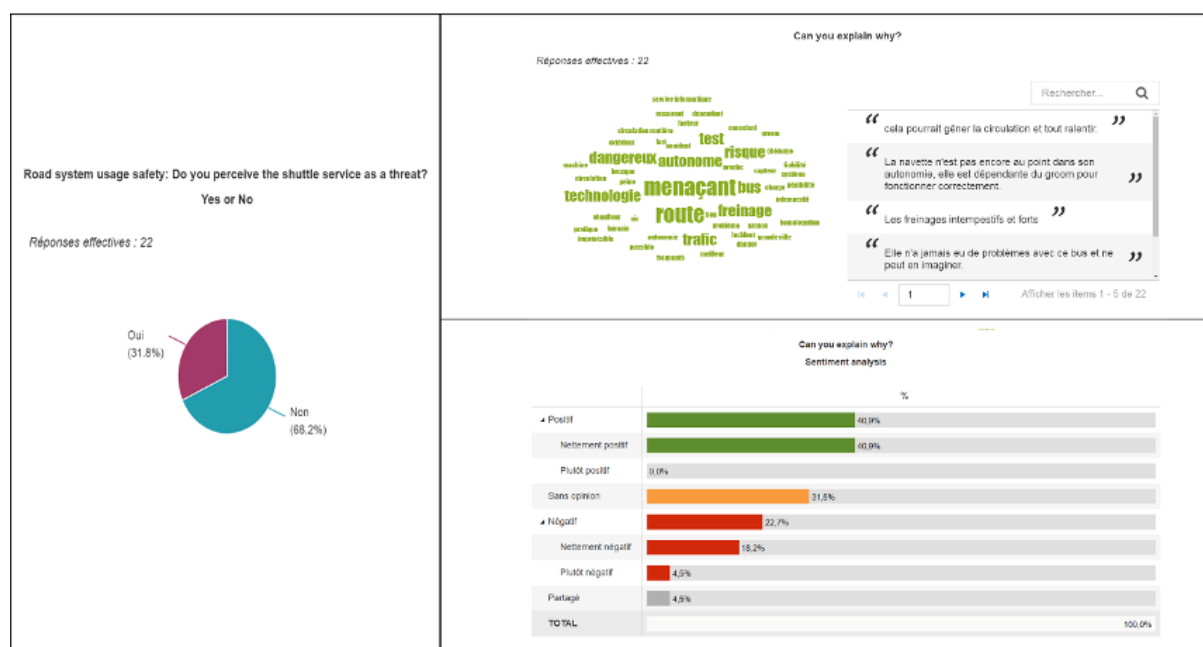 Road system usage safety: Do you perceive the shuttle service as a threat?
Yes or No
Réponses effectives : 22
Oui
(31.8%)
Non
(68.2%)
Can you explain why?
Réponses effectives : 22
service informatique
circulation routière
test
dangereux autonome risque
technologie menaçant bus
route freinage
trafic
Rechercher...
“ cela pourrait gêner la circulation et tout ralentir. ”
“ La navette n'est pas encore au point dans son
autonomie, elle est dépendante du groom pour
fonctionner correctement. ”
“ Les freinages intempestifs et forts ”
“ Elle n'a jamais eu de problèmes avec ce bus et ne
peut en imaginer. ”
1
Afficher les items 1 - 5 de 22
Can you explain why?
Sentiment analysis
%
Positif 40,9%
Nettement positif 40,9%
Plutôt positif 0,0%
Sans opinion 31,8%
Négatif 22,7%
Nettement négatif 18,2%
Plutôt négatif 4,5%
Partagé 4,5%
TOTAL 100,0%